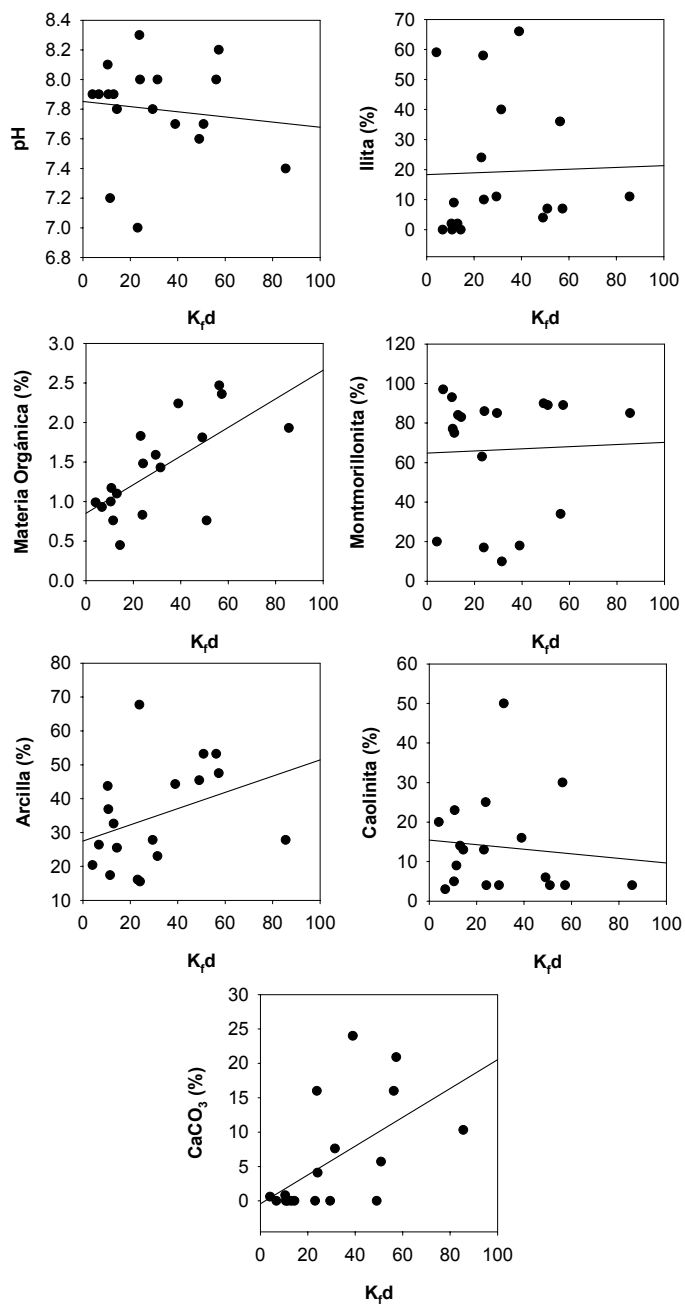 8.4
8.2
8.0
7.8
7.6
7.4
7.2
7.0
6.8
pH
0 20 40 60 80 100
Kfd
70
60
50
40
30
20
10
0
Ilita (%)
0 20 40 60 80 100
Kfd
3.0
2.5
2.0
1.5
1.0
0.5
0.0
Materia Orgánica (%)
0 20 40 60 80 100
Kfd
120
100
80
60
40
20
0
Montmorillonita (%)
0 20 40 60 80 100
Kfd
80
70
60
50
40
30
20
10
Arcilla (%)
0 20 40 60 80 100
Kfd
60
50
40
30
20
10
0
Caolinita (%)
0 20 40 60 80 100
Kfd
30
25
20
15
10
5
0
CaCO3 (%)
0 20 40 60 80 100
Kfd